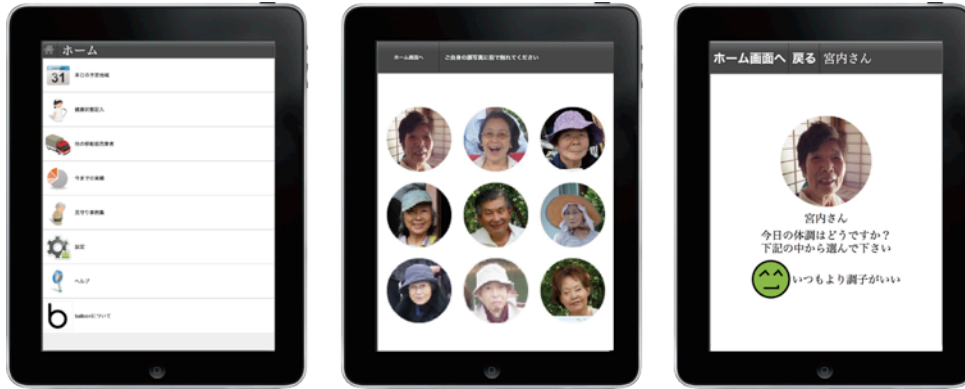 ホーム
31
本日の予定地域
健康状態記入
他の移動販売業者
今までの実績
見守り事例集
設定
ヘルプ
b
balloonについて
ホーム画面へ
ご自身の顔写真に指で触れてください
ホーム画面へ 戻る 宮内さん
宮内さん
今日の体調はどうですか？
下記の中から選んで下さい
いつもより調子がいい